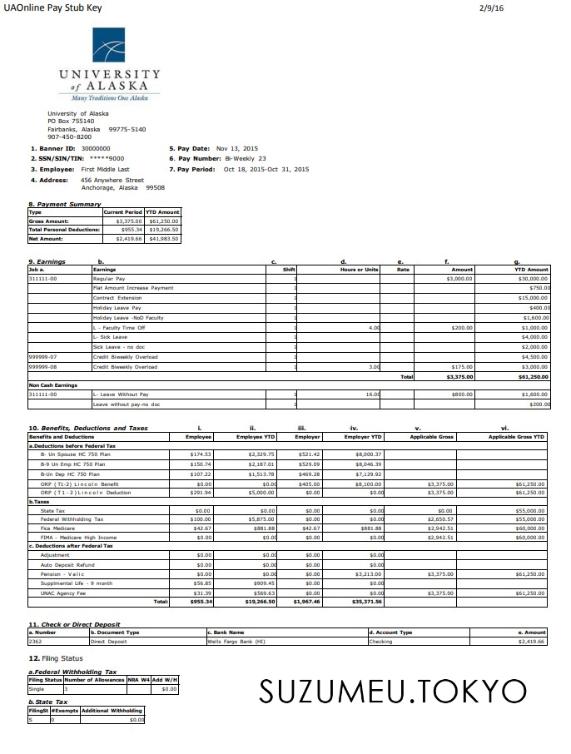 UAOnline Pay Stub Key 2/9/16
UNIVERSITY
of ALASKA
Many Traditions One Alaska
University of Alaska
PO Box 755140
Fairbanks, Alaska 99775-5140
907-450-8200
1. Banner ID: 30000000 5. Pay Date: Nov 13, 2015
2. SSN/SIN/TIN: *****9000 6. Pay Number: Bi-Weekly 23
3. Employee: First Middle Last 7. Pay Period: Oct 18, 2015-Oct 31, 2015
4. Address: 456 Anywhere Street
Anchorage, Alaska 99508
8. Payment Summary
Type Current Period YTD Amount
Gross Amount: $3,375.00 $61,250.00
Total Personal Deductions: $955.34 $19,266.50
Net Amount: $2,419.66 $41,983.50
9. Earnings b. c. d. e. f. g.
Job a. Earnings Shift Hours or Units Rate Amount YTD Amount
311111-00 Regular Pay 1 $3,000.00 $30,000.00
Flat Amount Increase Payment 1 $750.00
Contract Extension 1 $15,000.00
Holiday Leave Pay 1 $400.00
Holiday Leave -NoD Faculty 1 $1,600.00
L - Faculty Time Off 1 4.00 $200.00 $1,000.00
L- Sick Leave 1 $4,000.00
Sick Leave - no doc 1 $2,000.00
999999-07 Credit Biweekly Overload 1 $4,500.00
999999-08 Credit Biweekly Overload 1 3.00 $175.00 $3,000.00
Total: $3,375.00 $61,250.00
Non Cash Earnings
311111-00 L- Leave Without Pay 1 16.00 $800.00 $1,600.00
Leave without pay-no doc 1 $200.00
10. Benefits, Deductions and Taxes i. ii. iii. iv. v. vi.
Benefits and Deductions Employee Employee YTD Employer Employer YTD Applicable Gross Applicable Gross YTD
a.Deductions before Federal Tax
B- Un Spouse HC 750 Plan $174.53 $2,329.75 $521.42 $8,000.37
B-9 Un Emp HC 750 Plan $150.74 $2,187.01 $529.09 $8,046.39
B-Un Dep HC 750 Plan $107.22 $1,513.78 $469.28 $7,129.92
ORP (TL-2) Lincoln Benefit $0.00 $0.00 $405.00 $8,100.00 $3,375.00 $61,250.00
ORP (T1-2)Lincoln Deduction $291.94 $5,000.00 $0.00 $0.00 $3,375.00 $61,250.00
b.Taxes
State Tax $0.00 $0.00 $0.00 $0.00 $0.00 $55,000.00
Federal Withholding Tax $100.00 $5,875.00 $0.00 $0.00 $2,650.57 $55,000.00
Fica Medicare $42.67 $881.88 $42.67 $881.88 $2,942.51 $60,000.00
FIMA - Medicare High Income $0.00 $0.00 $0.00 $0.00 $2,942.51 $60,000.00
c. Deductions after Federal Tax
Adjustment $0.00 $0.00 $0.00 $0.00
Auto Deposit Refund $0.00 $0.00 $0.00 $0.00
Pension - Valic $0.00 $0.00 $0.00 $3,213.00 $3,375.00 $61,250.00
Supplmental Life - 9 month $56.85 $909.45 $0.00 $0.00
UNAC Agency Fee $31.39 $569.63 $0.00 $0.00 $3,375.00 $61,250.00
Total: $955.34 $19,266.50 $1,967.46 $35,371.56
11. Check or Direct Deposit
a. Number b. Document Type c. Bank Name d. Account Type e. Amount
2362 Direct Deposit Wells Fargo Bank (HI) Checking $2,419.66
12. Filing Status
a.Federal Withholding Tax
Filing Status Number of Allowances NRA W4 Add W/H
Single 3 $0.00
b.State Tax
FilingSt #Exempts Additional Withholding
S 0 $0.00
SUZUMEU.TOKYO